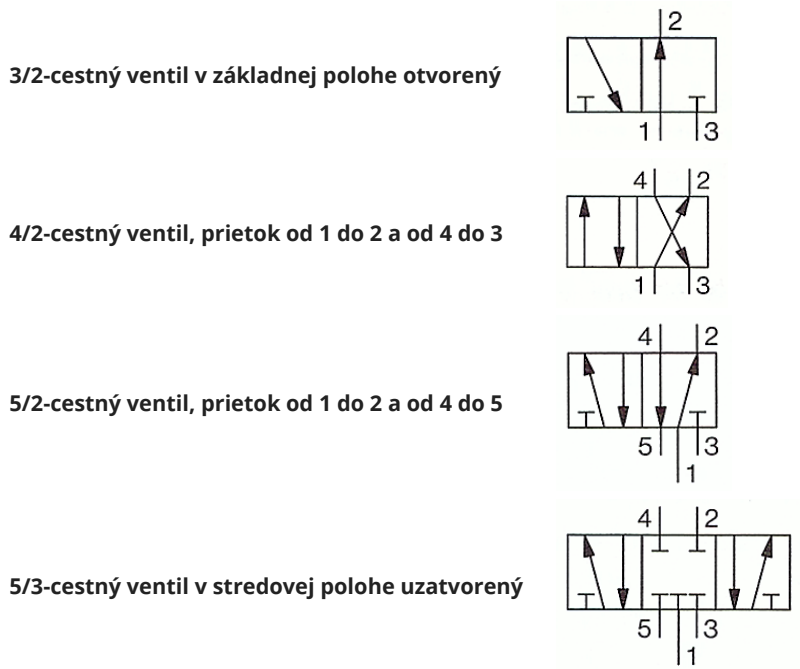 2
3/2-cestný ventil v základnej polohe otvorený
1 3
4 2
4/2-cestný ventil, prietok od 1 do 2 a od 4 do 3
1 3
4 2
5/2-cestný ventil, prietok od 1 do 2 a od 4 do 5
5 3
1
4 2
5/3-cestný ventil v stredovej polohe uzatvorený
5 3
1